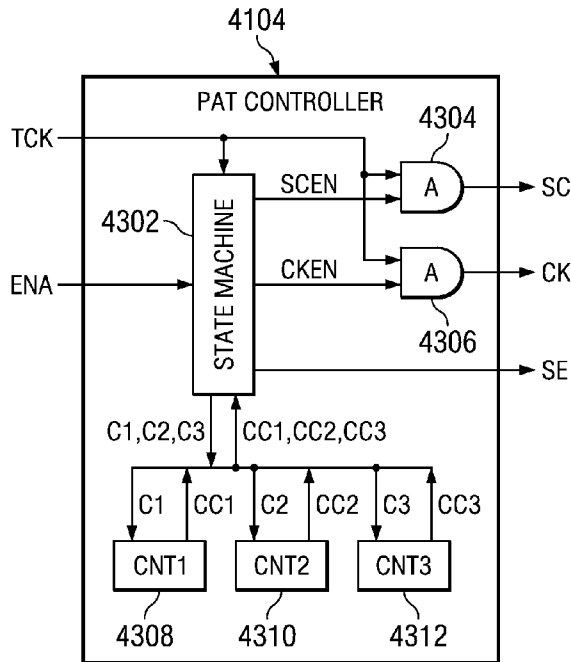 4104
PAT CONTROLLER
TCK
4304
SCEN
A
SC
4302
STATE MACHINE
CKEN
A
CK
ENA
4306
SE
C1,C2,C3
CC1,CC2,CC3
C1
CC1
C2
CC2
C3
CC3
CNT1
CNT2
CNT3
4308
4310
4312